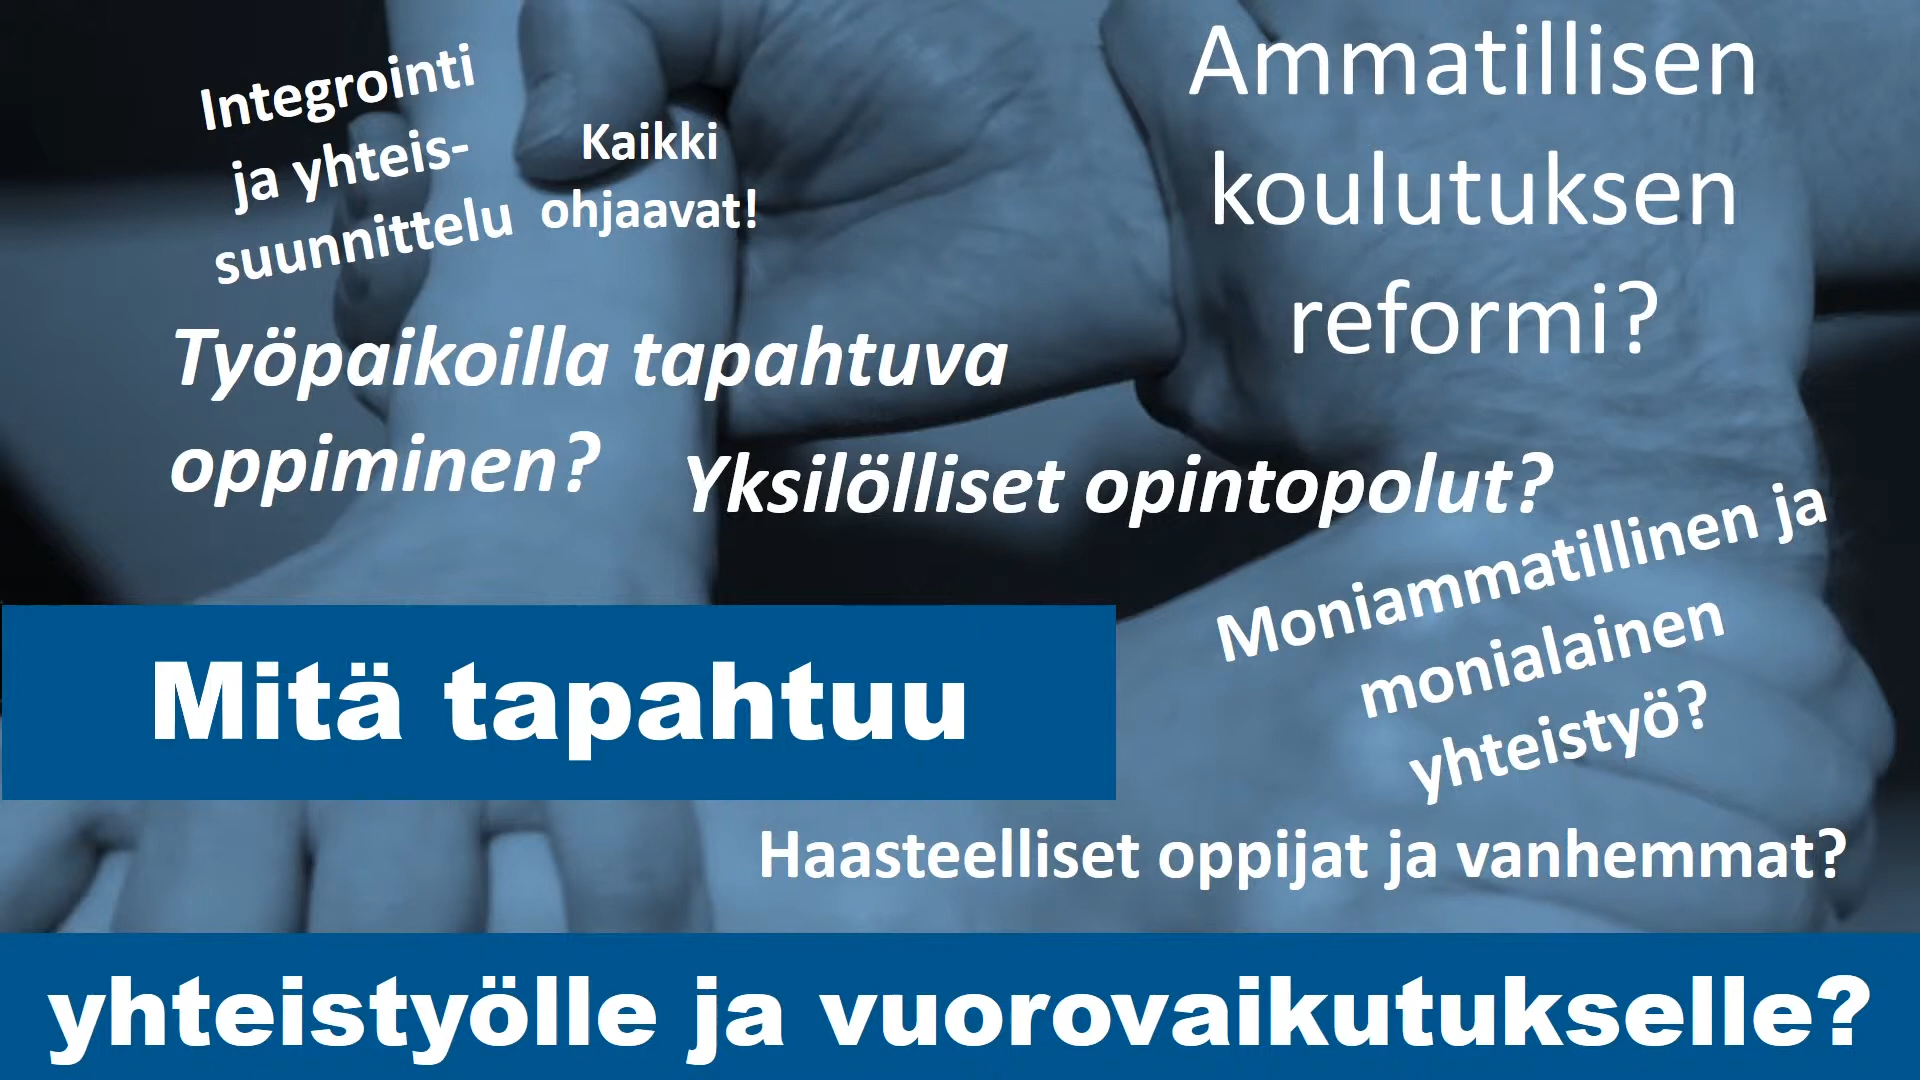 Integrointi
ja yhteis-
suunnittelu
Kaikki
ohjaavat!
Ammatillisen
koulutuksen
reformi?
Työpaikoilla tapahtuva
oppiminen?
Yksilölliset opintopolut?
Moniammatillinen ja
monialainen
yhteistyö?
Mitä tapahtuu
Haasteelliset oppijat ja vanhemmat?
yhteistyölle ja vuorovaikutukselle?